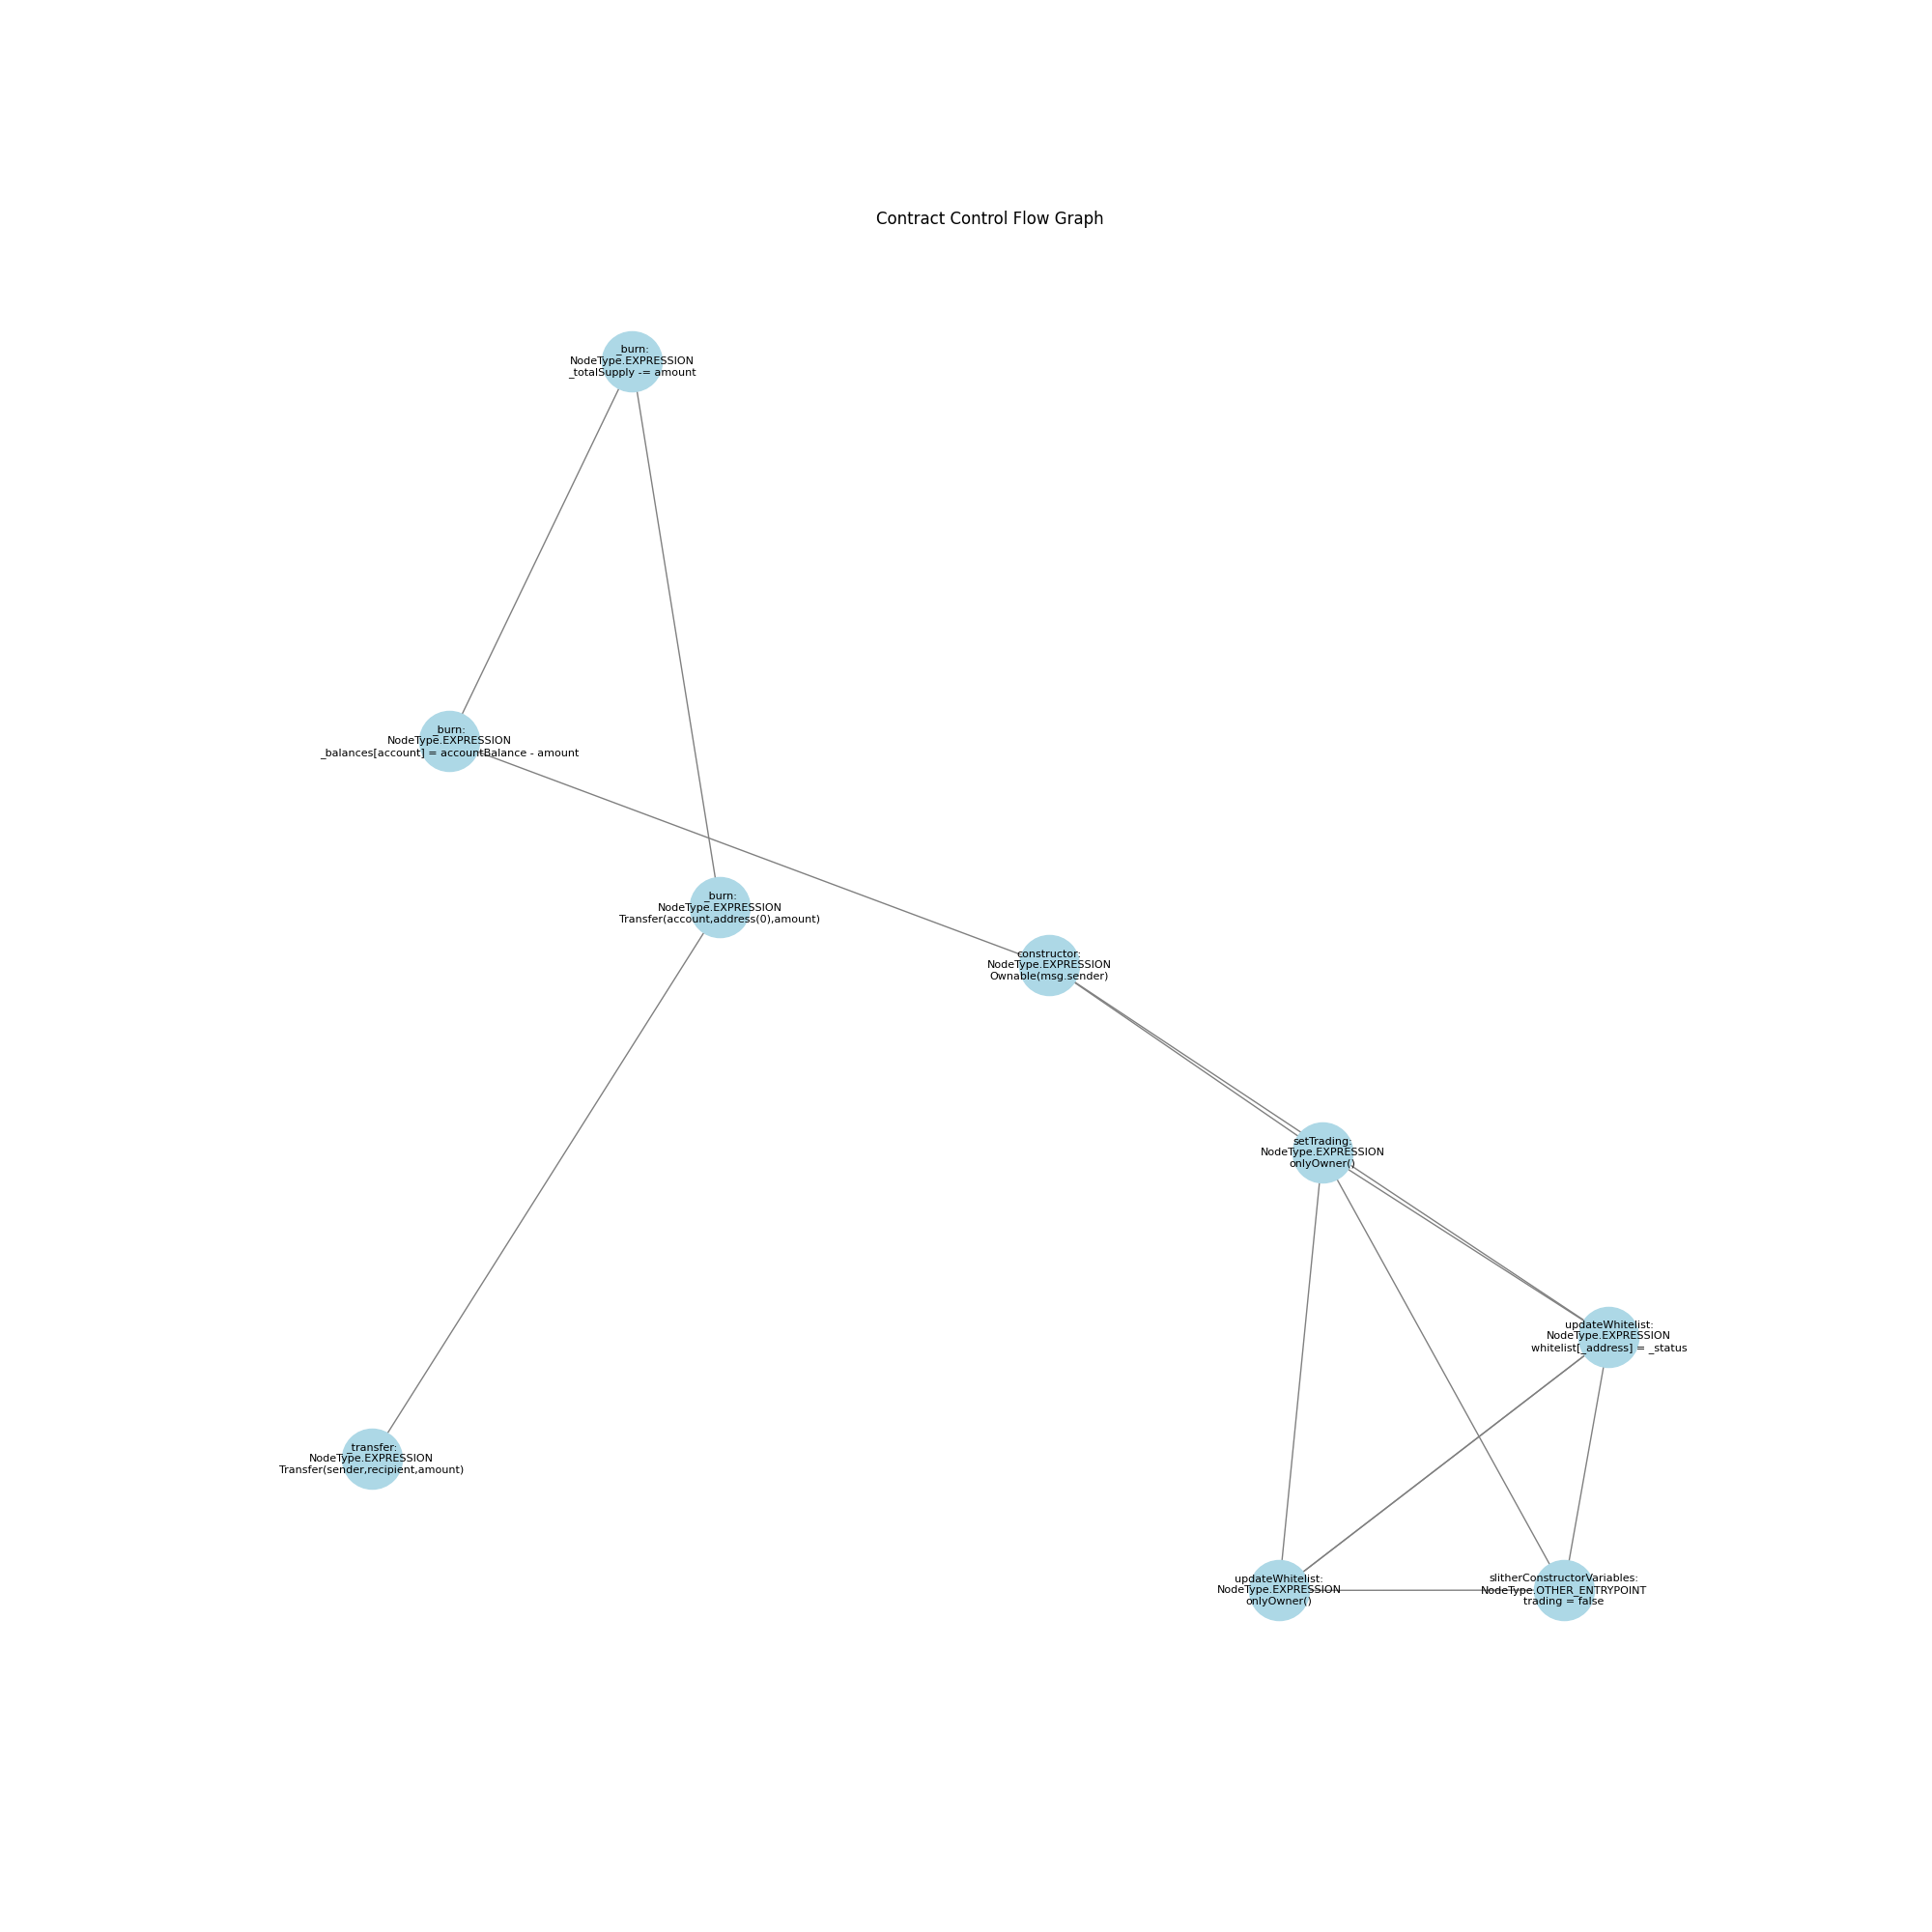 Contract Control Flow Graph
_burn:
NodeType.EXPRESSION
_totalSupply -= amount
_burn:
NodeType.EXPRESSION
_balances[account] = accountBalance - amount
_burn:
NodeType.EXPRESSION
Transfer(account,address(0),amount)
constructor:
NodeType.EXPRESSION
Ownable(msg.sender)
setTrading:
NodeType.EXPRESSION
onlyOwner()
updateWhitelist:
NodeType.EXPRESSION
whitelist[_address] = _status
_transfer:
NodeType.EXPRESSION
Transfer(sender,recipient,amount)
updateWhitelist:
NodeType.EXPRESSION
onlyOwner()
slitherConstructorVariables:
NodeType.OTHER_ENTRYPOINT
trading = false